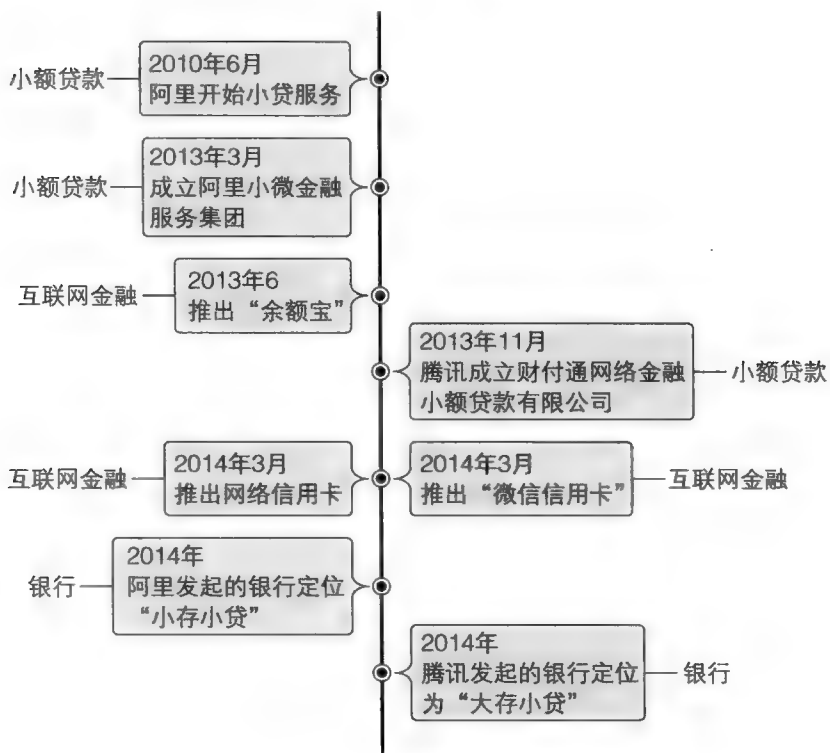 小额贷款
2010年6月
阿里开始小贷服务
小额贷款
2013年3月
成立阿里小微金融
服务集团
互联网金融
2013年6
推出“余额宝”
2013年11月
腾讯成立财付通网络金融
小额贷款有限公司
小额贷款
互联网金融
2014年3月
推出网络信用卡
2014年3月
推出“微信信用卡”
互联网金融
银行
2014年
阿里发起的银行定位
“小存小贷”
2014年
腾讯发起的银行定位
为“大存小贷”
银行